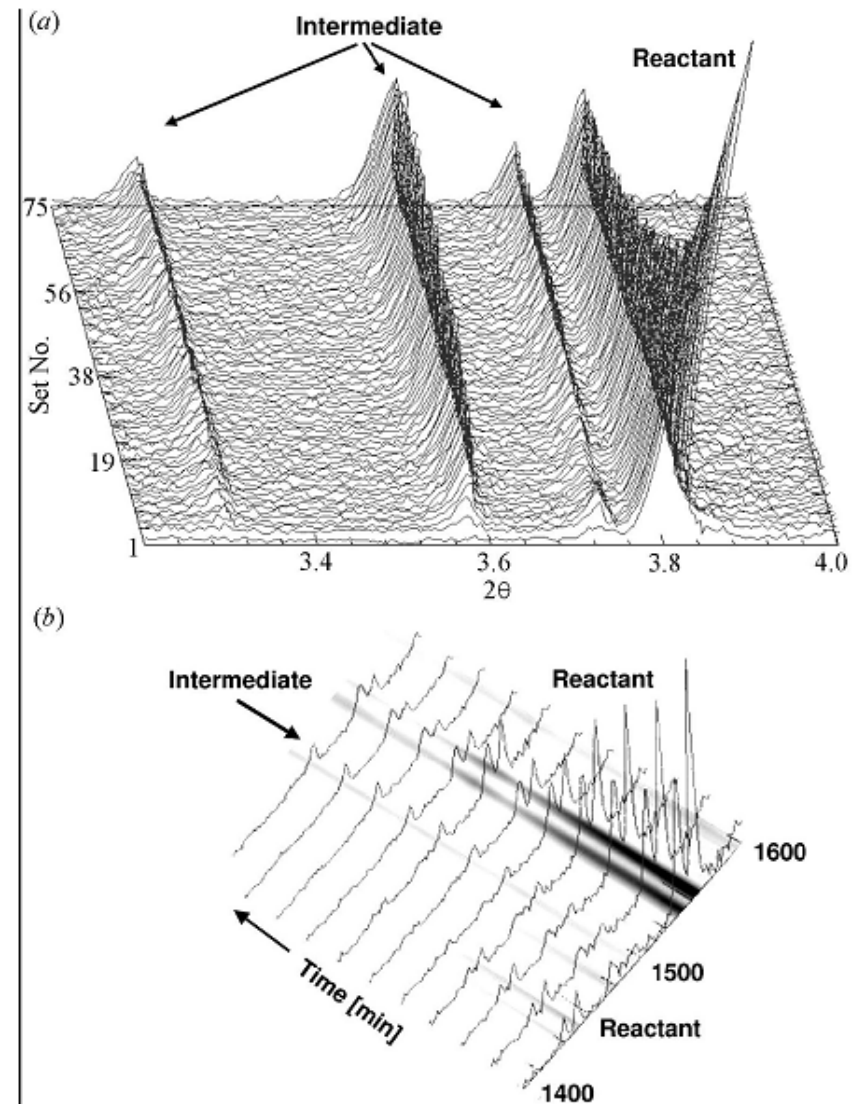 (a)
Intermediate
Reactant
75
56
38
19
1
Set No.
3.4 3.6 3.8 4.0
2θ
(b)
Intermediate
Reactant
1600
1500
Time [min]
Reactant
1400